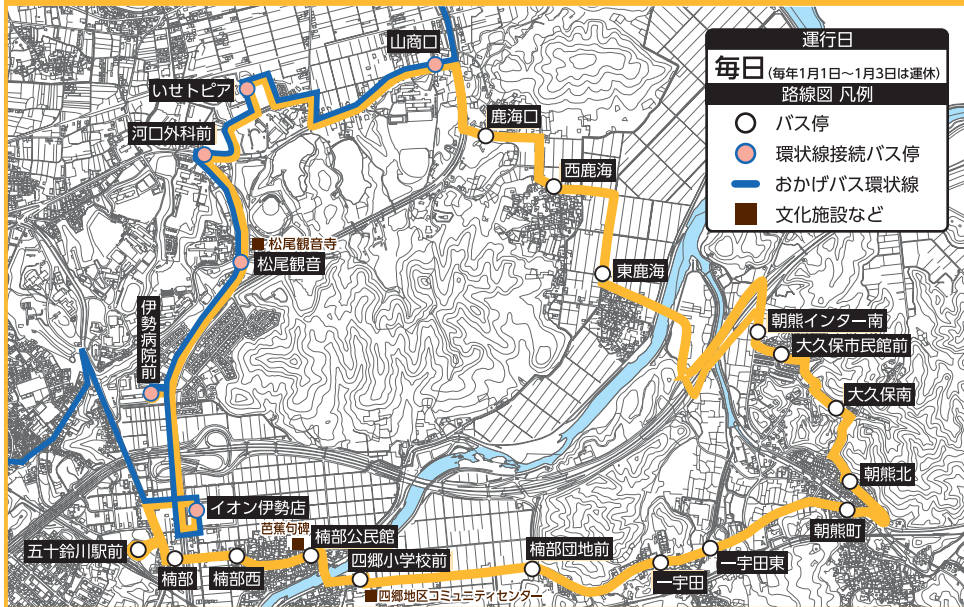 山商口
運行日
毎日(毎年1月1日～1月3日は運休)
路線図 凡例
バス停
環状線接続バス停
おかげバス環状線
文化施設など
いせトピア
鹿海口
河口外科前
西鹿海
松尾観音寺
松尾観音
東鹿海
伊勢病院前
朝熊インター南
大久保市民館前
大久保南
朝熊北
イオン伊勢店
朝熊町
芭蕉句碑
楠部公民館
五十鈴川駅前
楠部
楠部西
四郷小学校前
楠部団地前
一宇田
一宇田東
四郷地区コミュニティセンター